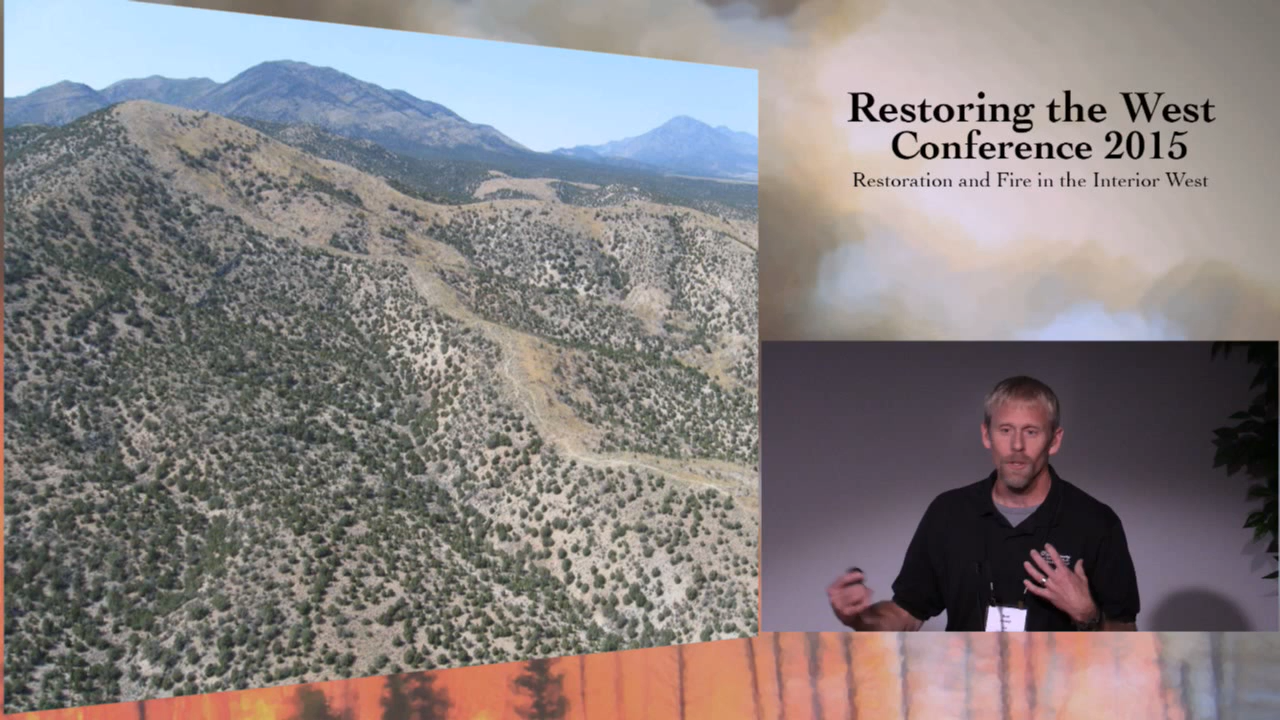 Restoring the West
Conference 2015
Restoration and Fire in the Interior West